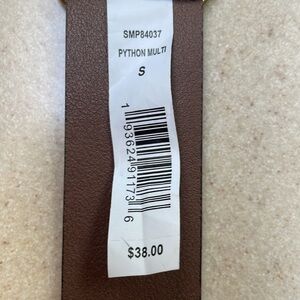 SMP84037
PYTHON MULTI
S
1 93624 91173 6
$38.00